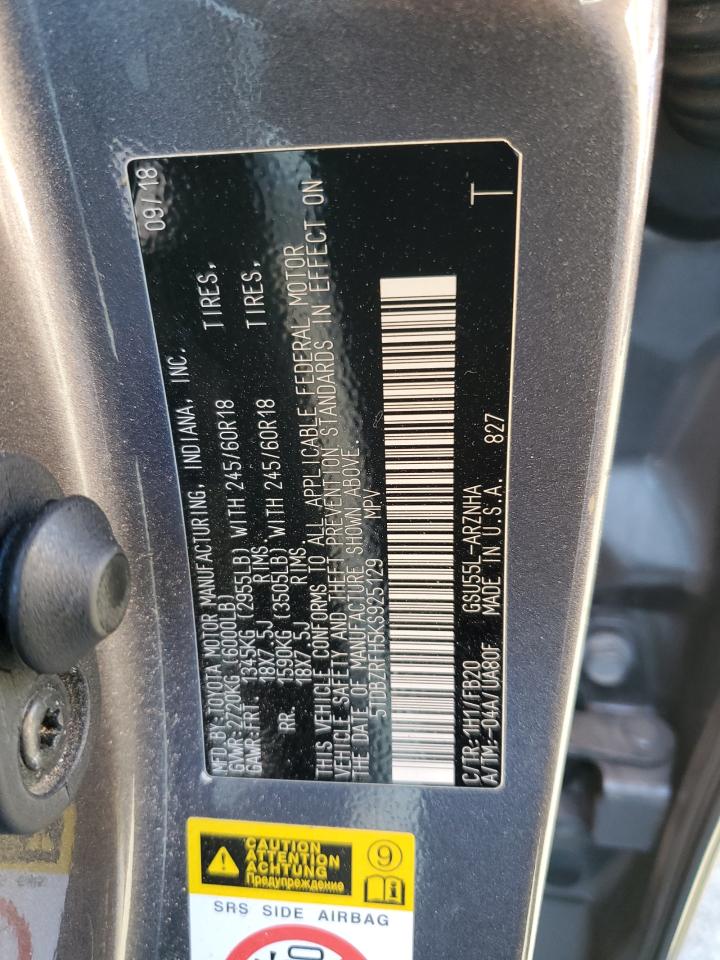 MFD. BY: TOYOTA MOTOR MANUFACTURING, INDIANA, INC. 09/18
GVWR: 2720KG (6000LB)
GAWR: FRT. 1345KG (2955LB) WITH 245/60R18 TIRES,
18X7.5J RIMS
RR. 1590KG (3505LB) WITH 245/60R18 TIRES,
18X7.5J RIMS
THIS VEHICLE CONFORMS TO ALL APPLICABLE FEDERAL MOTOR
VEHICLE SAFETY AND THEFT PREVENTION STANDARDS IN EFFECT ON
THE DATE OF MANUFACTURE SHOWN ABOVE.
5TDBZRFH5KS925129 MPV
C/TR: 1H1/FB20 GSU55L-ARZNHA
A/TM:-04A/UA80F MADE IN U.S.A. 827 T
CAUTION
ATTENTION
ACHTUNG
Предупреждение
9
SRS SIDE AIRBAG